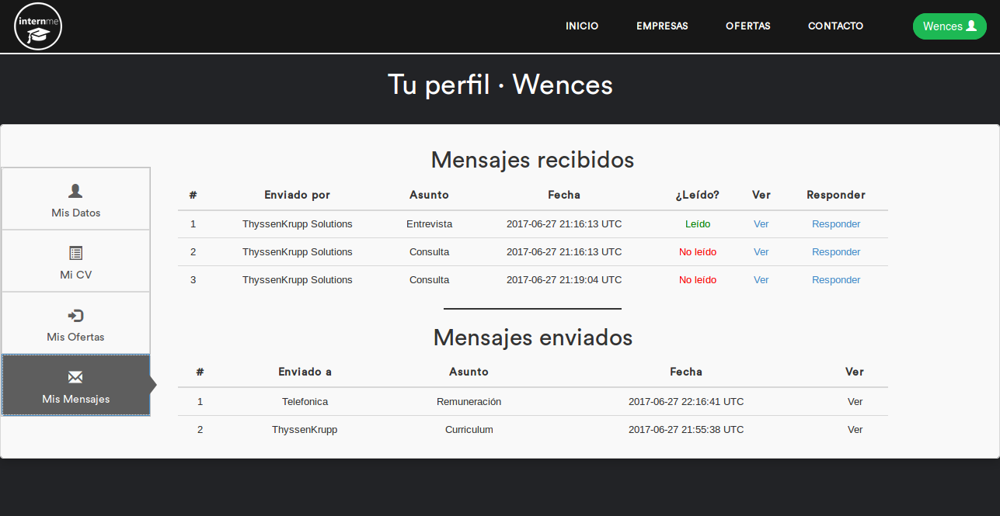 internme
INICIO EMPRESAS OFERTAS CONTACTO Wences
Tu perfil · Wences
Mis Datos
Mi CV
Mis Ofertas
Mis Mensajes
Mensajes recibidos
# Enviado por Asunto Fecha ¿Leído? Ver Responder
1 ThyssenKrupp Solutions Entrevista 2017-06-27 21:16:13 UTC Leído Ver Responder
2 ThyssenKrupp Solutions Consulta 2017-06-27 21:16:13 UTC No leído Ver Responder
3 ThyssenKrupp Solutions Consulta 2017-06-27 21:19:04 UTC No leído Ver Responder
Mensajes enviados
# Enviado a Asunto Fecha Ver
1 Telefonica Remuneración 2017-06-27 22:16:41 UTC Ver
2 ThyssenKrupp Curriculum 2017-06-27 21:55:38 UTC Ver